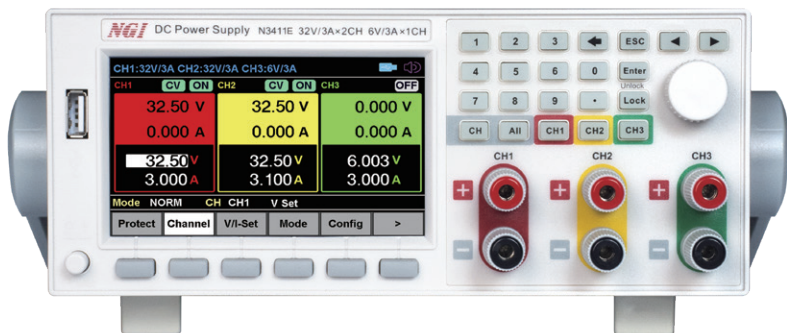 NGI DC Power Supply N3411E 32V/3A×2CH 6V/3A×1CH
CH1:32V/3A CH2:32V/3A CH3:6V/3A
CH1 CV ON CH2 CV ON CH3 OFF
32.50 V 32.50 V 0.000 V
0.000 A 0.000 A 0.000 A
32.50 V 32.50 V 6.003 V
3.000 A 3.100 A 3.000 A
Mode NORM CH CH1 V Set
Protect Channel V/I-Set Mode Config >
1 2 3 ESC
4 5 6 0 Enter
Unlock
7 8 9 . Lock
CH All CH1 CH2 CH3
CH1 CH2 CH3
+ + +
− − −